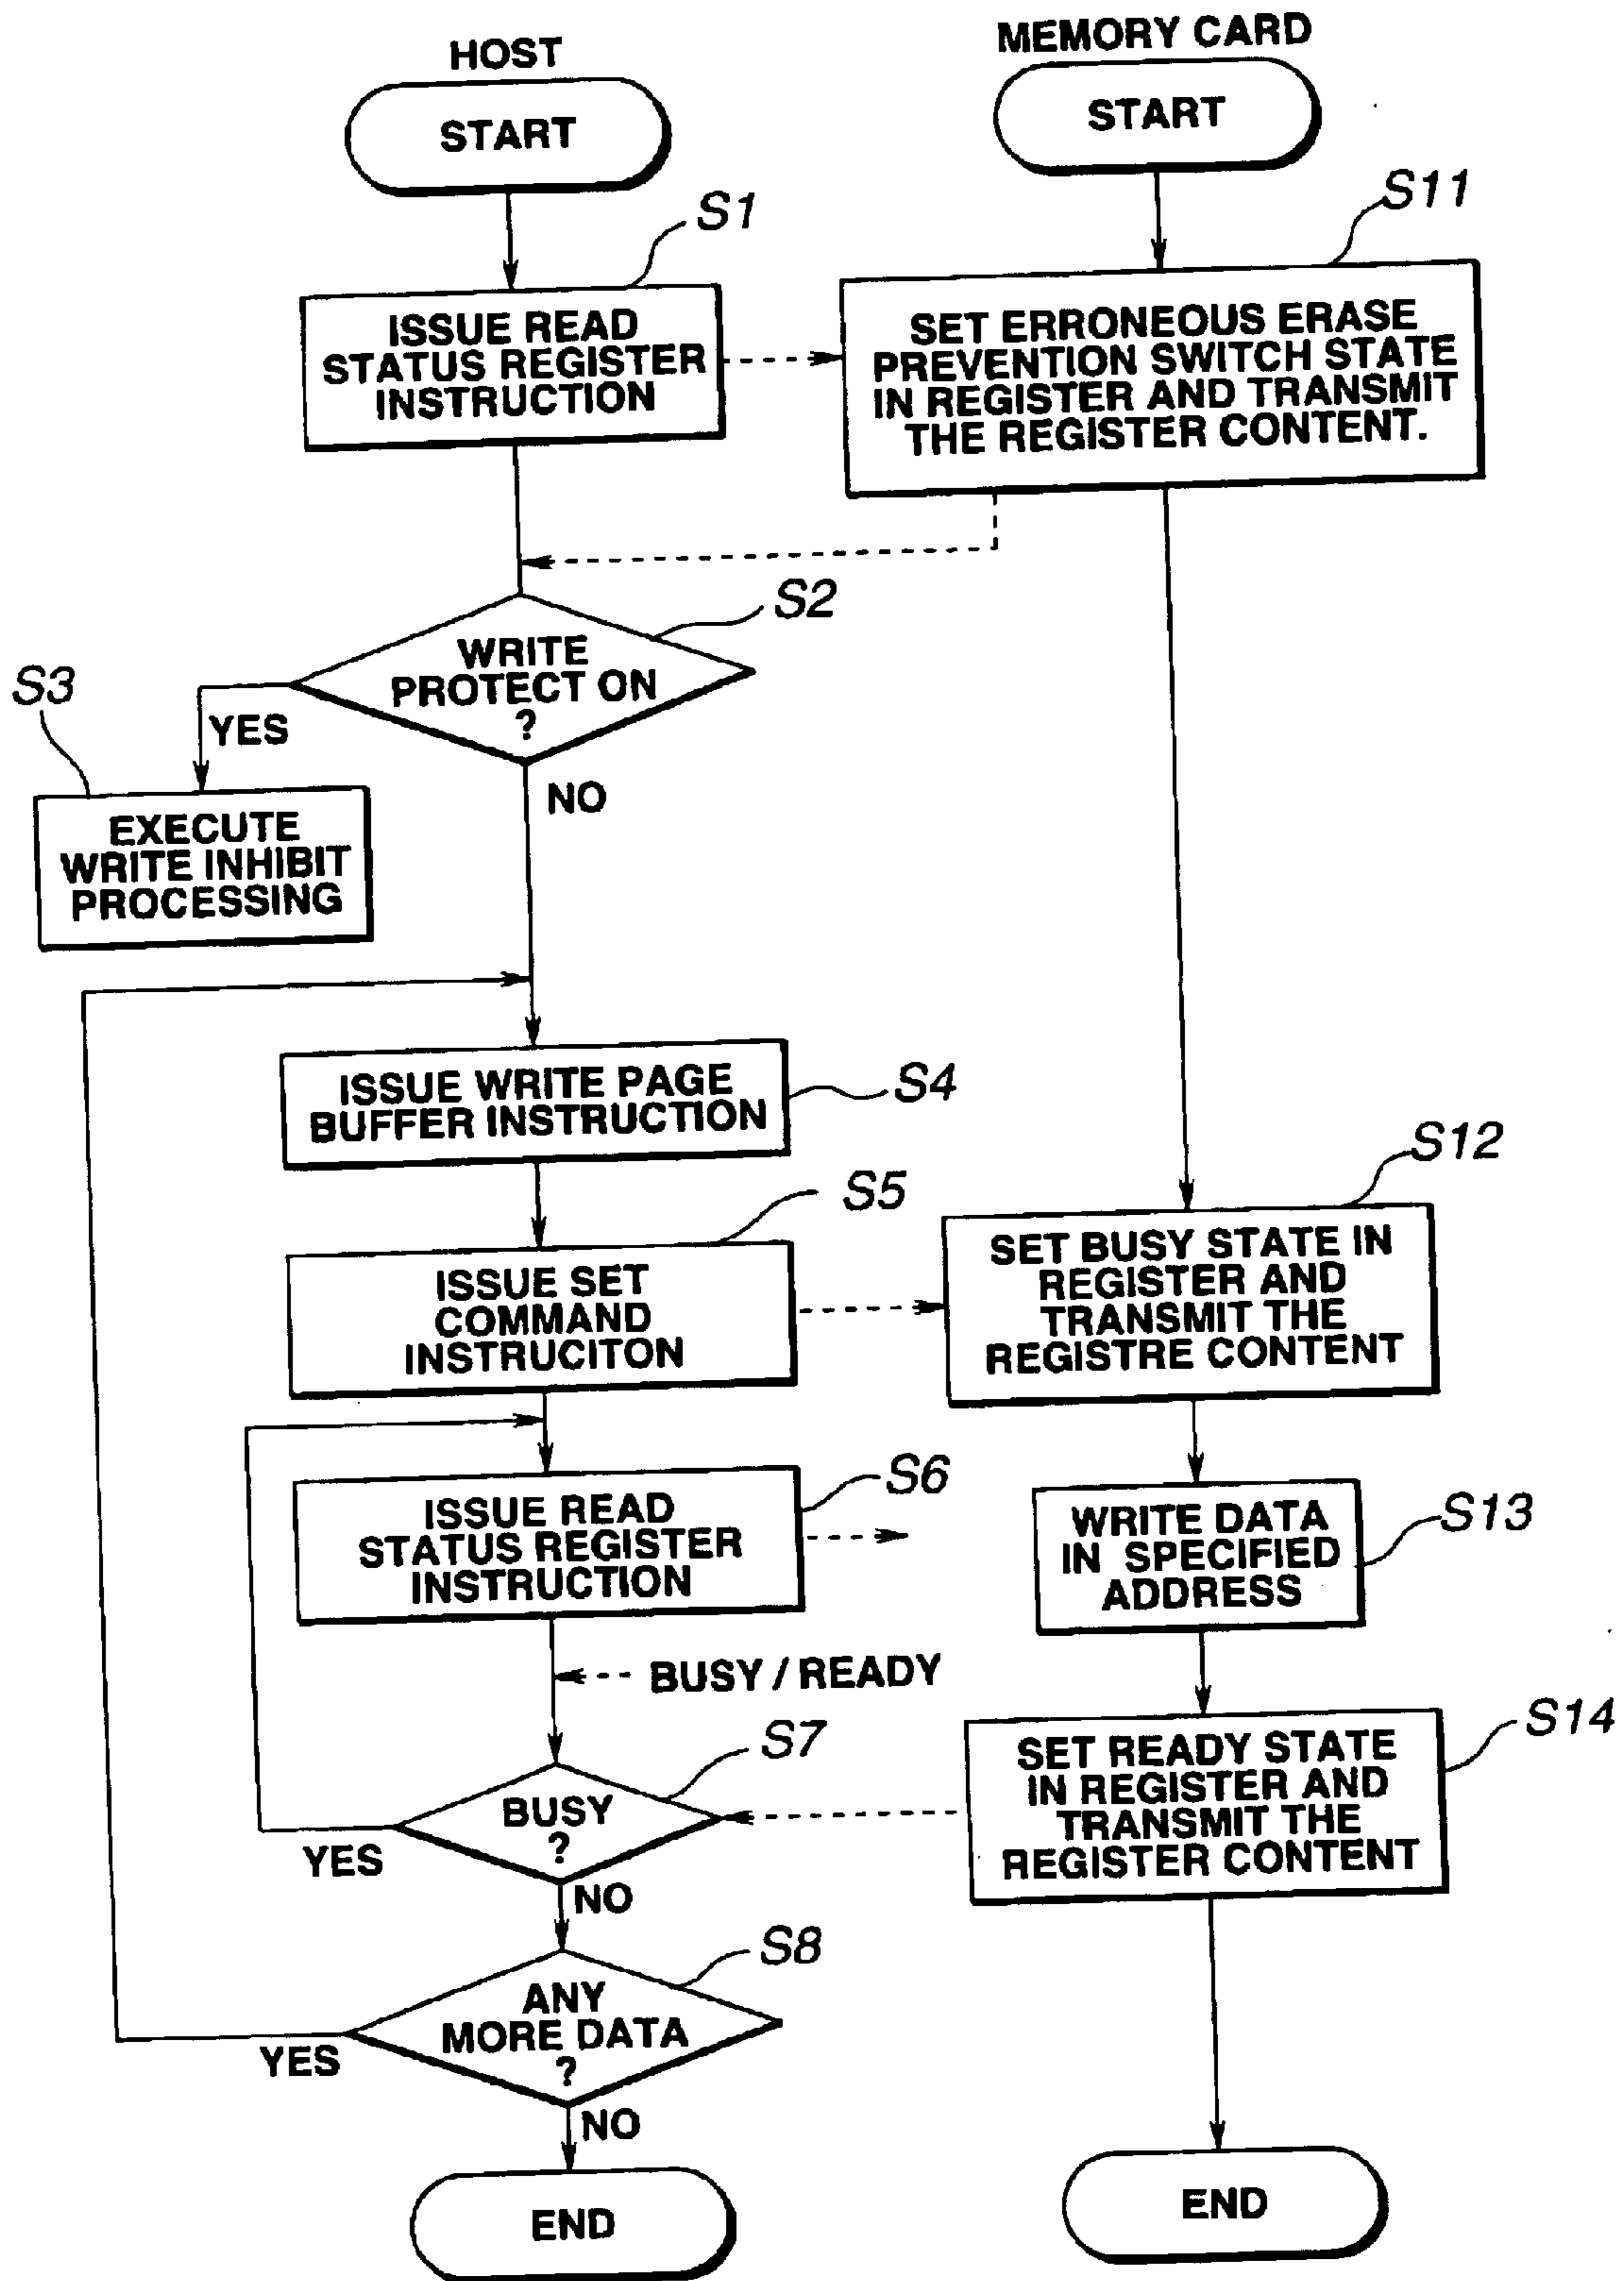 HOST
START
S1
ISSUE READ
STATUS REGISTER
INSTRUCTION
S2
WRITE
PROTECT ON
?
YES
NO
S3
EXECUTE
WRITE INHIBIT
PROCESSING
ISSUE WRITE PAGE
BUFFER INSTRUCTION
S4
S5
ISSUE SET
COMMAND
INSTRUCITON
S6
ISSUE READ
STATUS REGISTER
INSTRUCTION
BUSY / READY
S7
BUSY
?
YES
NO
S8
ANY
MORE DATA
?
YES
NO
END
MEMORY CARD
START
S11
SET ERRONEOUS ERASE
PREVENTION SWITCH STATE
IN REGISTER AND TRANSMIT
THE REGISTER CONTENT.
S12
SET BUSY STATE IN
REGISTER AND
TRANSMIT THE
REGISTRE CONTENT
WRITE DATA
IN SPECIFIED
ADDRESS
S13
S14
SET READY STATE
IN REGISTER AND
TRANSMIT THE
REGISTER CONTENT
END